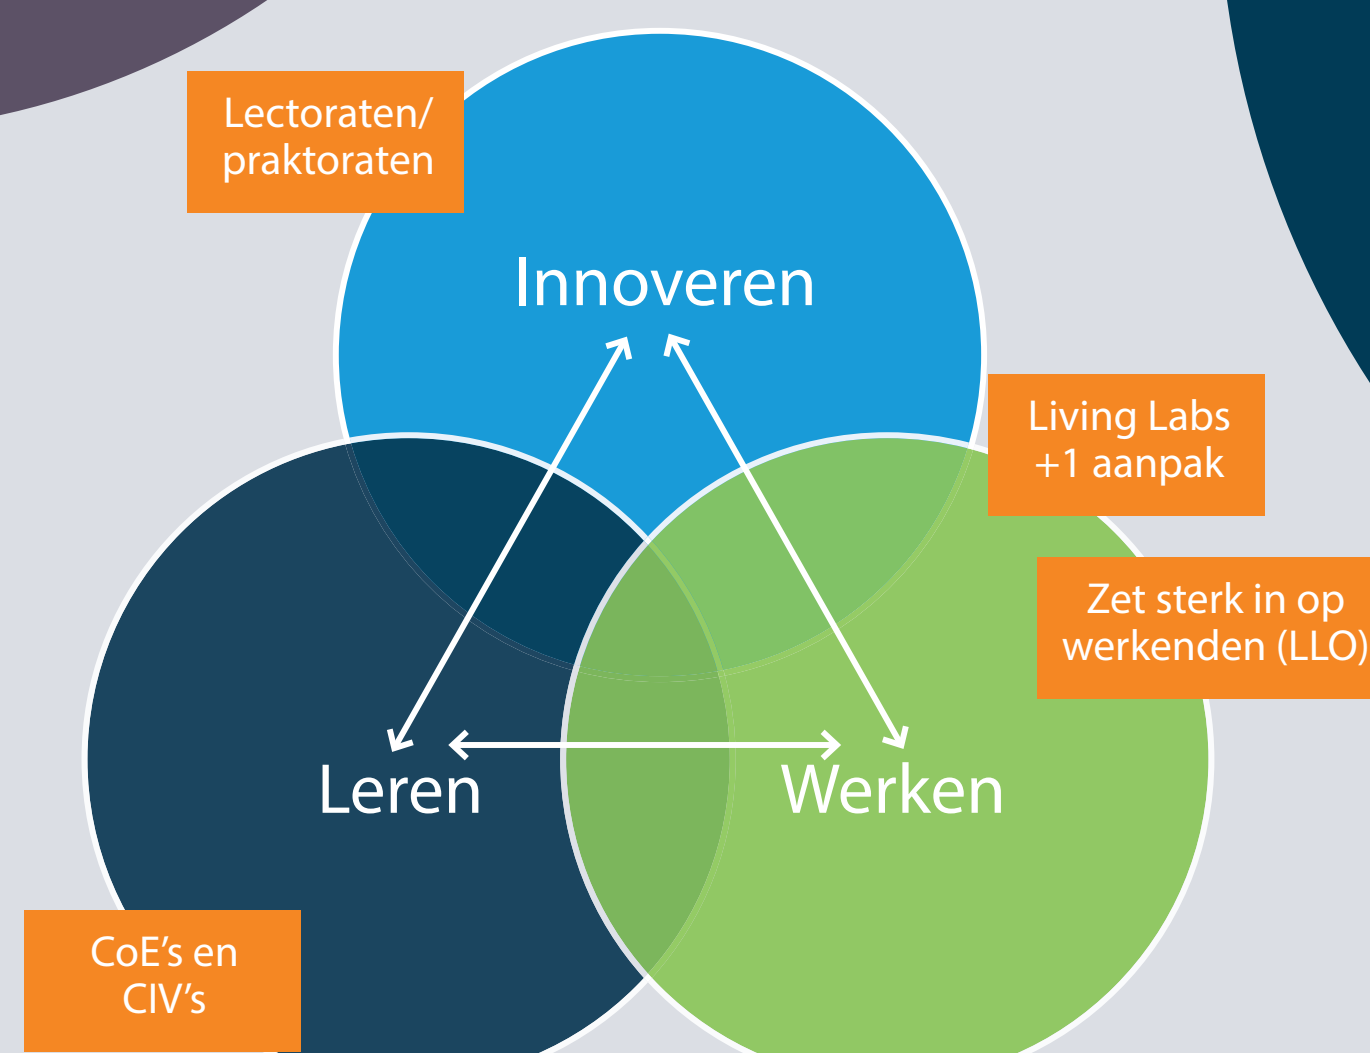 Lectoraten/
praktoraten
Innoveren
Living Labs
+1 aanpak
Zet sterk in op
werkenden (LLO)
Leren
Werken
CoE’s en
CIV’s